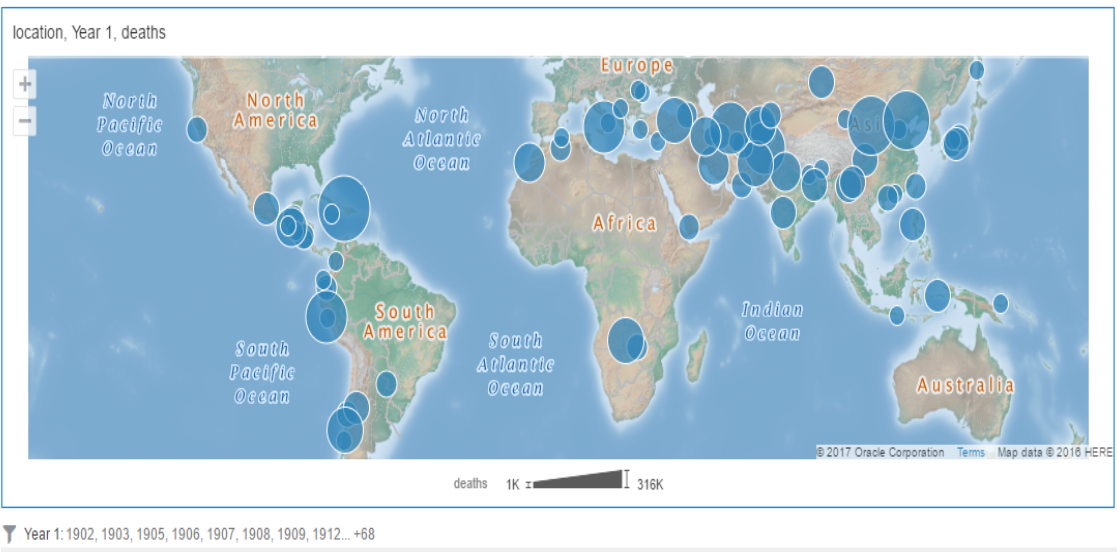 location, Year 1, deaths
+
−
Europe
North
Pacific
Ocean
North
America
North
Atlantic
Ocean
Asia
Africa
South
America
Indian
Ocean
South
Pacific
Ocean
South
Atlantic
Ocean
Australia
© 2017 Oracle Corporation Terms Map data © 2016 HERE
deaths 1K 316K
Year 1: 1902, 1903, 1905, 1906, 1907, 1908, 1909, 1912... +68